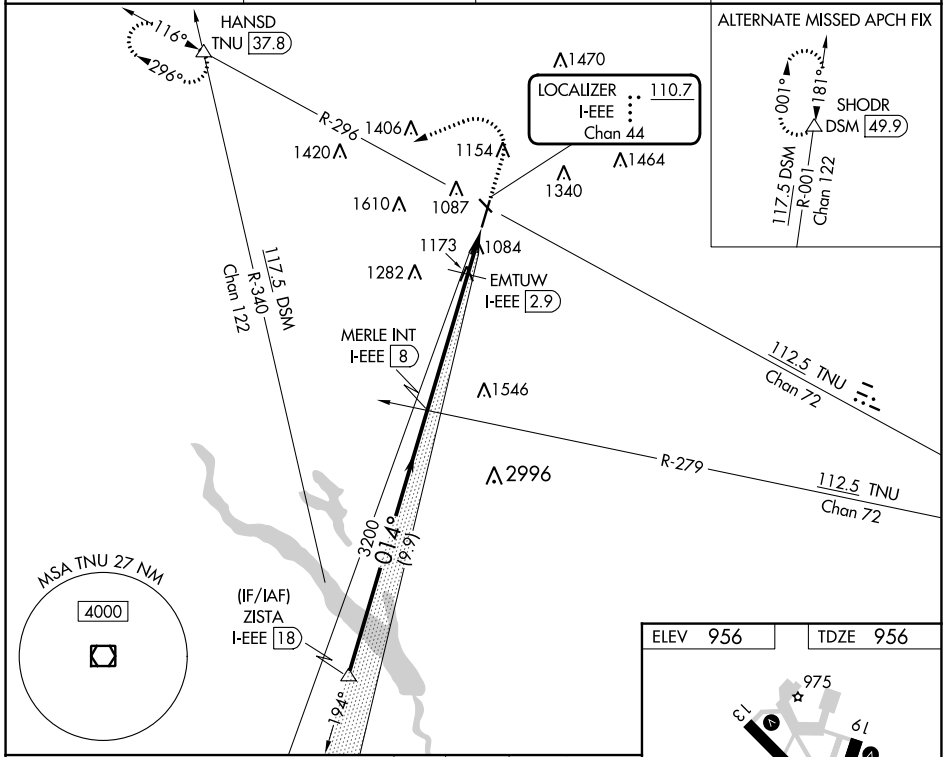 HANSD
TNU 37.8
116°
296°
R-296
1406
1420
1154
1470
LOCALIZER 110.7
I-EEE
Chan 44
1464
1340
1610
1087
ALTERNATE MISSED APCH FIX
001°
181°
SHODR
DSM 49.9
117.5 DSM
R-001
Chan 122
1173
1084
1282
EMTUW
I-EEE 2.9
117.5 DSM
R-340
Chan 122
MERLE INT
I-EEE 8
1546
112.5 TNU
Chan 72
2996
R-279
112.5 TNU
Chan 72
3200
014°
(9.9)
MSA TNU 27 NM
4000
(IF/IAF)
ZISTA
I-EEE 18
194°
ELEV 956
TDZE 956
975
13
19
V
V